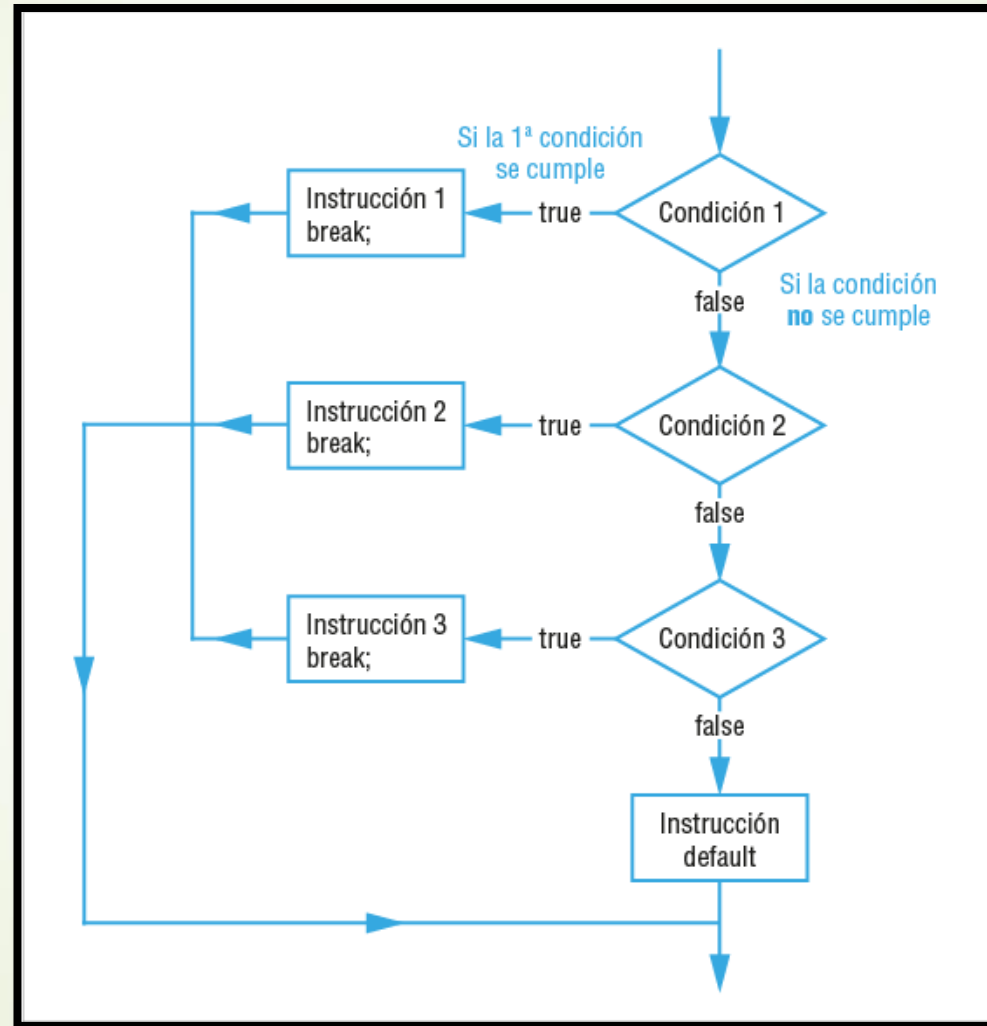 Si la 1ª condición
se cumple
Instrucción 1
break;
true
Condición 1
false
Si la condición
no se cumple
Instrucción 2
break;
true
Condición 2
false
Instrucción 3
break;
true
Condición 3
false
Instrucción
default